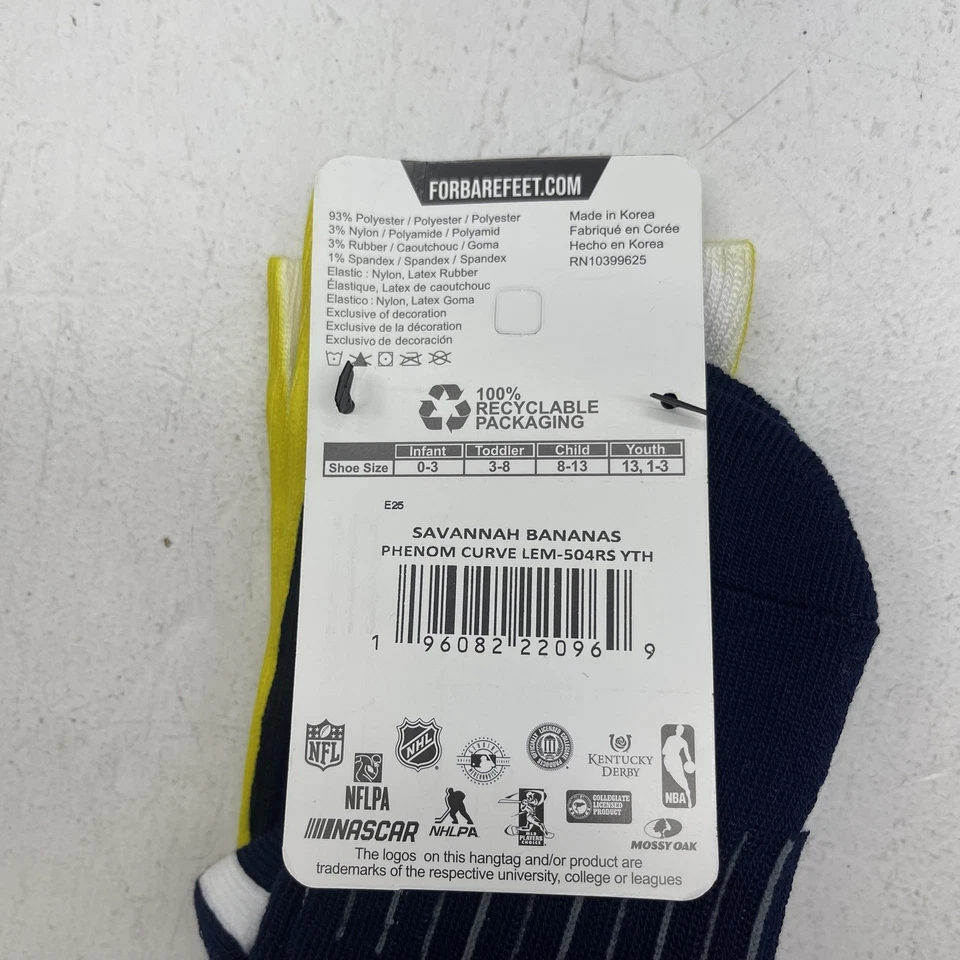 FORBAREFEET.COM
93% Polyester / Polyester / Polyester
3% Nylon / Polyamide / Polyamid
3% Rubber / Caoutchouc / Goma
1% Spandex / Spandex / Spandex
Elastic : Nylon, Latex Rubber
Élastique, Latex de caoutchouc
Elastico : Nylon, Latex Goma
Exclusive of decoration
Exclusive de la décoration
Exclusivo de decoración
Made in Korea
Fabriqué en Corée
Hecho en Korea
RN10399625
100%
RECYCLABLE
PACKAGING
Infant Toddler Child Youth
Shoe Size 0-3 3-8 8-13 13, 1-3
E25
SAVANNAH BANANAS
PHENOM CURVE LEM-504RS YTH
1 96082 22096 9
NFL
NHL
KENTUCKY
DERBY
NBA
NFLPA
NASCAR
NHLPA
MLB
PLAYERS
CHOICE
COLLEGIATE
LICENSED
PRODUCT
MOSSY OAK
The logos on this hangtag and/or product are
trademarks of the respective university, college or leagues